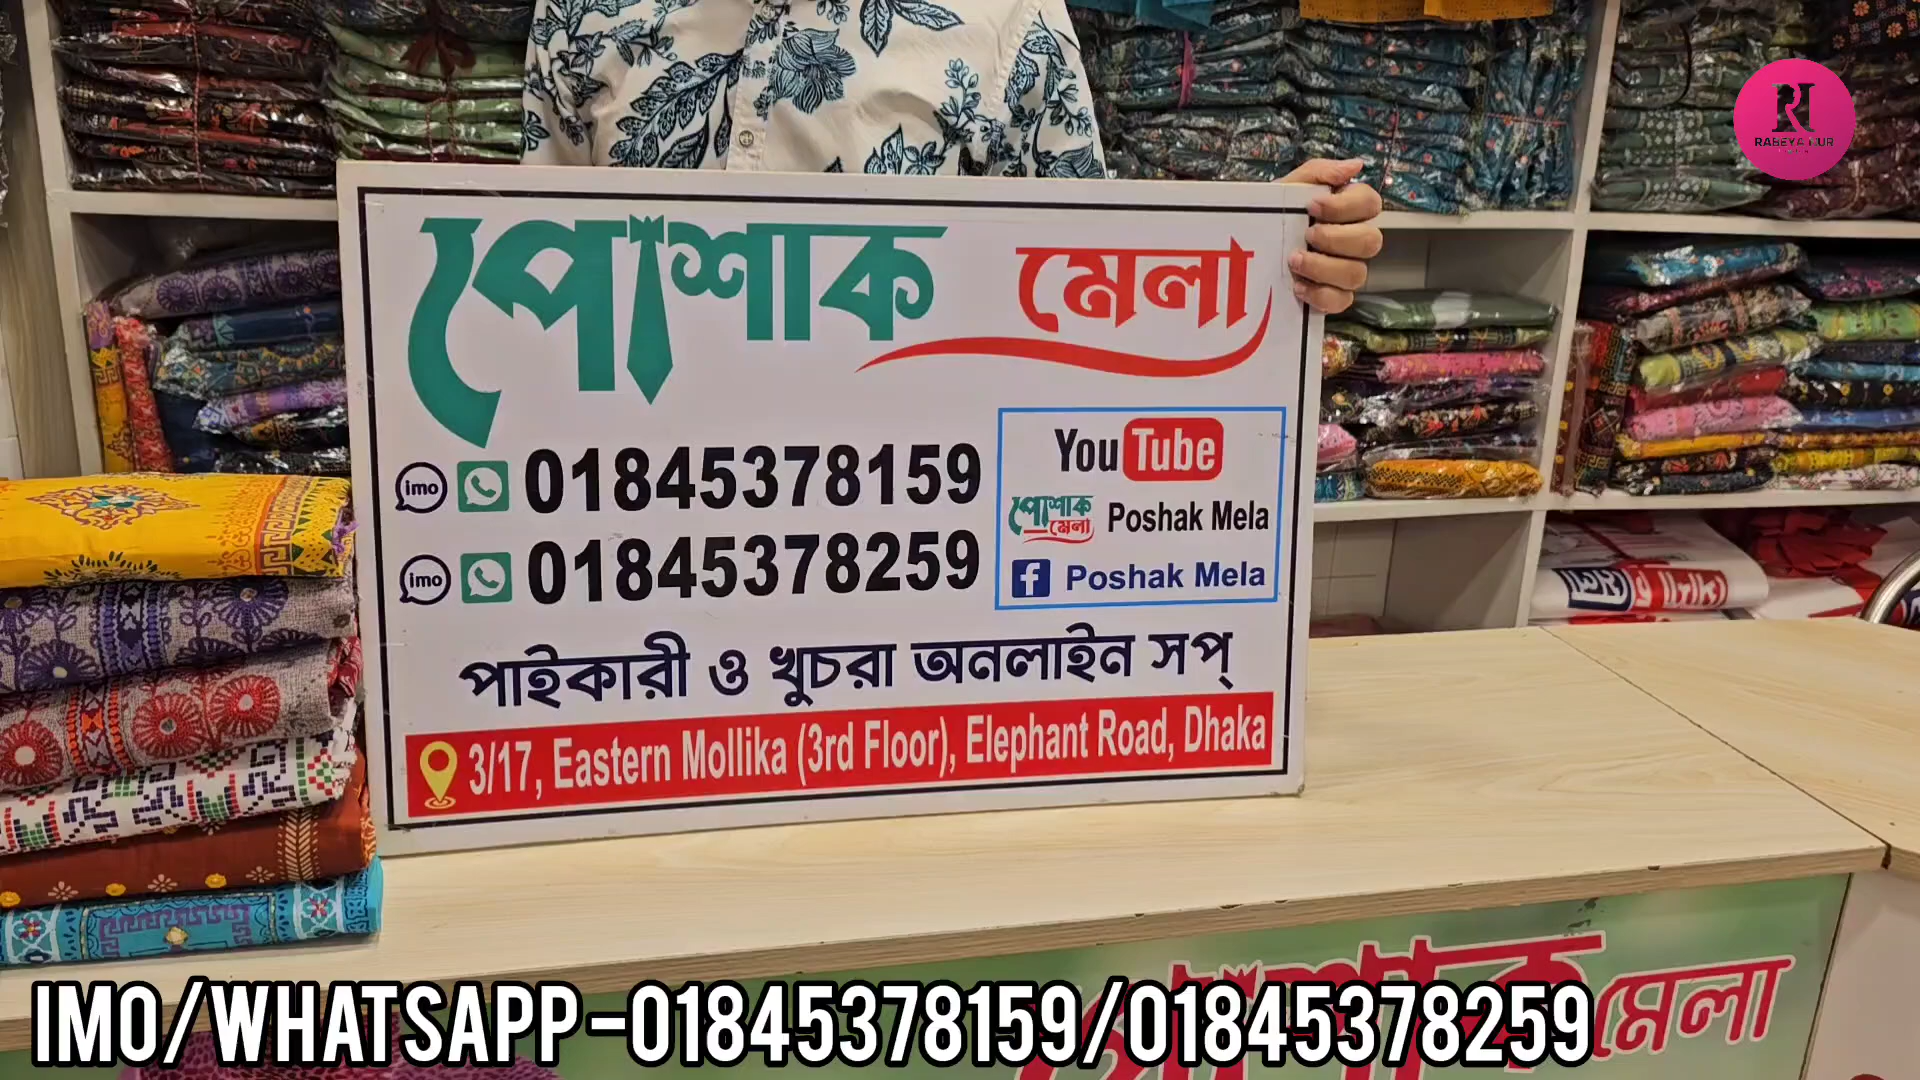 RABEYA NUR
পোশাক মেলা
imo 01845378159
imo 01845378259
YouTube
পোশাক মেলা Poshak Mela
f Poshak Mela
পাইকারী ও খুচরা অনলাইন সপ্
3/17, Eastern Mollika (3rd Floor), Elephant Road, Dhaka
পোশাক মেলা
IMO/WHATSAPP-01845378159/01845378259